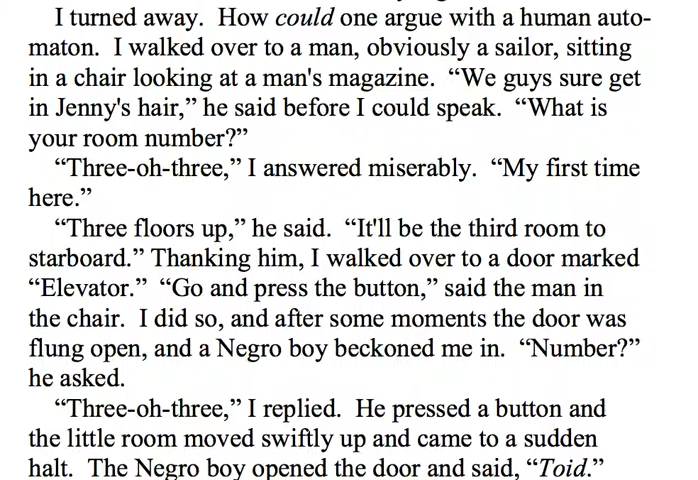 I turned away.  How could one argue with a human auto-
maton.  I walked over to a man, obviously a sailor, sitting
in a chair looking at a man's magazine.  “We guys sure get
in Jenny's hair,” he said before I could speak.  “What is
your room number?”
“Three-oh-three,” I answered miserably.  “My first time
here.”
“Three floors up,” he said.  “It'll be the third room to
starboard.” Thanking him, I walked over to a door marked
“Elevator.”  “Go and press the button,” said the man in
the chair.  I did so, and after some moments the door was
flung open, and a Negro boy beckoned me in.  “Number?”
he asked.
“Three-oh-three,” I replied.  He pressed a button and
the little room moved swiftly up and came to a sudden
halt.  The Negro boy opened the door and said, “Toid.”